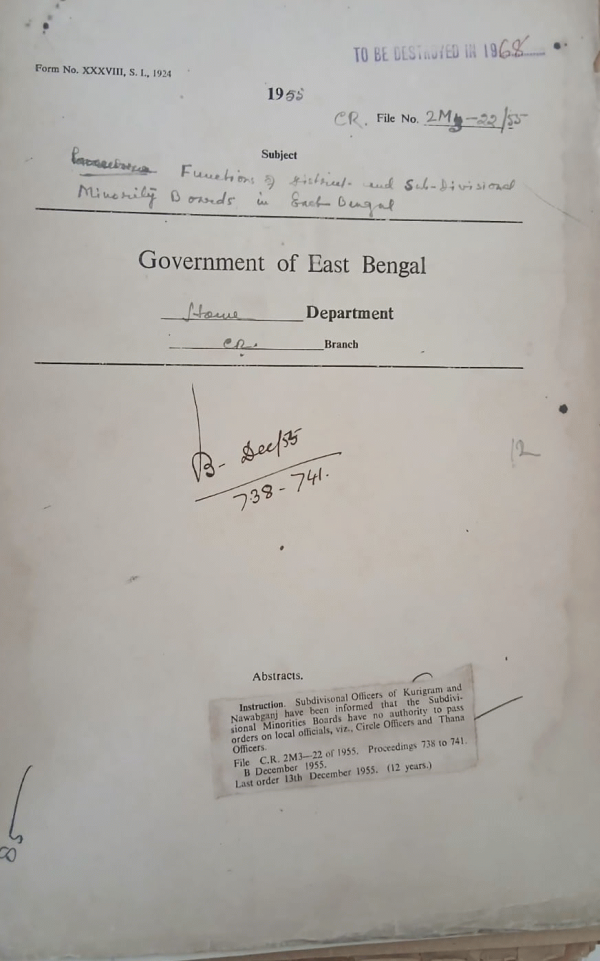 TO BE DESTROYED IN 1968
Form No. XXXVIII, S. I., 1924
1955
CR. File No. 2M3-22/55
Subject
Functions of District and Sub-Divisional
Minority Boards in East Bengal
Government of East Bengal
Home Department
CR. Branch
B- Dec/55
738 - 741.
12
Abstracts.
Instruction. Subdivisonal Officers of Kurigram and
Nawabganj have been informed that the Subdivi-
sional Minorities Boards have no authority to pass
orders on local officials, viz., Circle Officers and Thana
Officers.
File C.R. 2M3—22 of 1955. Proceedings 738 to 741.
B December 1955.
Last order 13th December 1955. (12 years.)